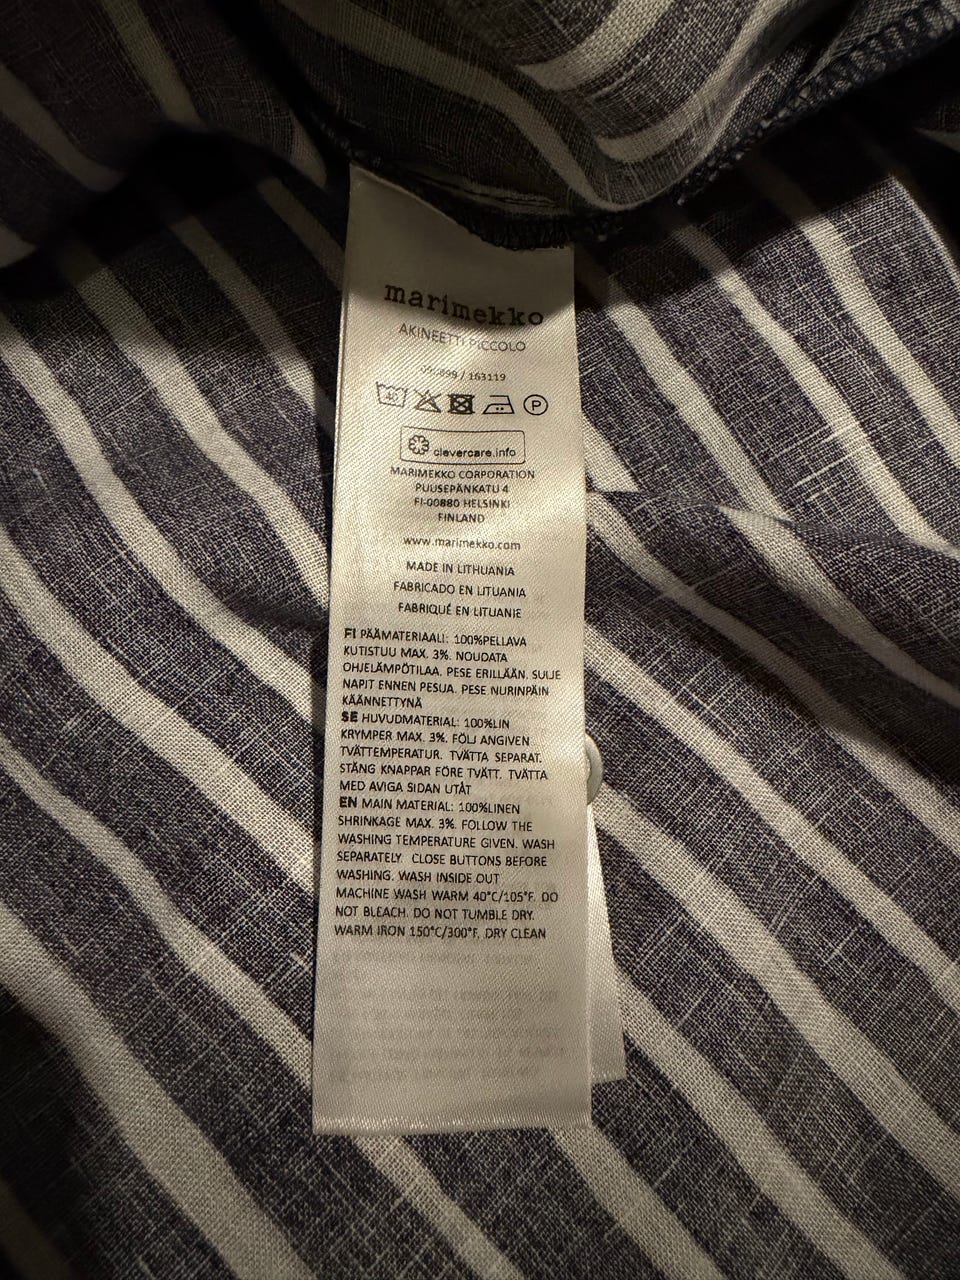 marimekko
AKINEETTI PICCOLO
/ 163119
40 P
clevercare.info
MARIMEKKO CORPORATION
PUUSEPÄNKATU 4
FI-00880 HELSINKI
FINLAND
www.marimekko.com
MADE IN LITHUANIA
FABRICADO EN LITUANIA
FABRIQUÉ EN LITUANIE
FI PÄÄMATERIAALI: 100%PELLAVA
KUTISTUU MAX. 3%. NOUDATA
OHJELÄMPÖTILAA. PESE ERILLÄÄN. SULJE
NAPIT ENNEN PESUA. PESE NURINPÄIN
KÄÄNNETTYNÄ
SE HUVUDMATERIAL: 100%LIN
KRYMPER MAX. 3%. FÖLJ ANGIVEN
TVÄTTEMPERATUR. TVÄTTA SEPARAT.
STÄNG KNAPPAR FÖRE TVÄTT. TVÄTTA
MED AVIGA SIDAN UTÅT
EN MAIN MATERIAL: 100%LINEN
SHRINKAGE MAX. 3%. FOLLOW THE
WASHING TEMPERATURE GIVEN. WASH
SEPARATELY. CLOSE BUTTONS BEFORE
WASHING. WASH INSIDE OUT
MACHINE WASH WARM 40°C/105°F. DO
NOT BLEACH. DO NOT TUMBLE DRY.
WARM IRON 150°C/300°F. DRY CLEAN